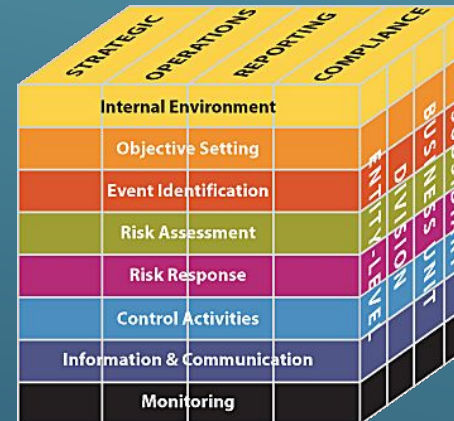 STRATEGIC
OPERATIONS
REPORTING
COMPLIANCE
Internal Environment
Objective Setting
Event Identification
Risk Assessment
Risk Response
Control Activities
Information & Communication
Monitoring
ENTITY-LEVEL
DIVISION
BUSINESS UNIT